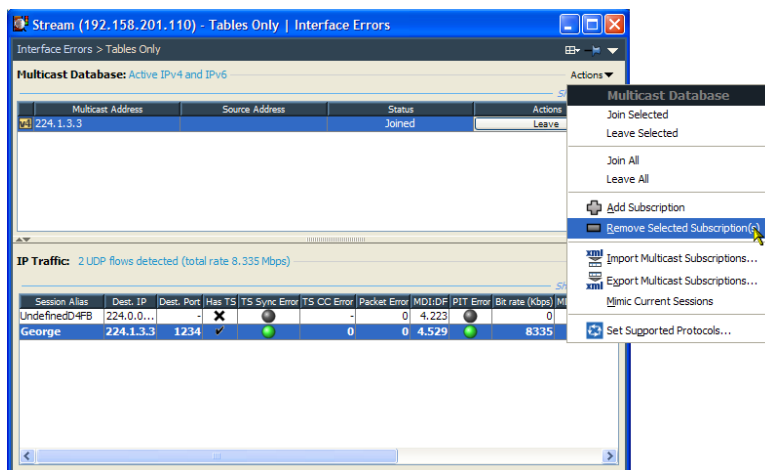 Stream (192.158.201.110) - Tables Only | Interface Errors
Interface Errors > Tables Only
Multicast Database: Active IPv4 and IPv6
Actions
Multicast Address Source Address Status Actions
v4 224.1.3.3 Joined Leave
Multicast Database
Join Selected
Leave Selected
Join All
Leave All
Add Subscription
Remove Selected Subscription(s)
xml Import Multicast Subscriptions...
xml Export Multicast Subscriptions...
Mimic Current Sessions
Set Supported Protocols...
IP Traffic: 2 UDP flows detected (total rate 8.335 Mbps)
Session Alias Dest. IP Dest. Port Has TS TS Sync Error TS CC Error Packet Error MDI:DF PIT Error Bit rate (Kbps)
UndefinedD4FB 224.0.0... - - 0 4.223 0
George 224.1.3.3 1234 0 0 4.529 8335